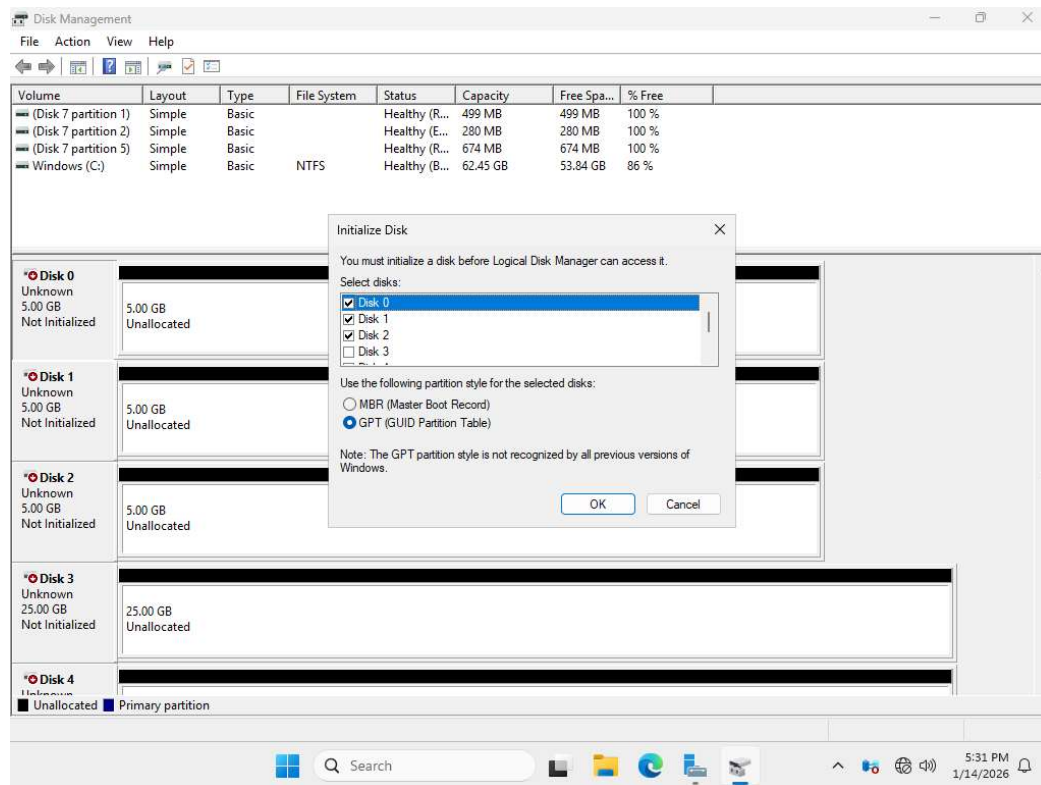 Disk Management
File Action View Help
Volume Layout Type File System Status Capacity Free Spa... % Free
(Disk 7 partition 1) Simple Basic Healthy (R... 499 MB 499 MB 100 %
(Disk 7 partition 2) Simple Basic Healthy (E... 280 MB 280 MB 100 %
(Disk 7 partition 5) Simple Basic Healthy (R... 674 MB 674 MB 100 %
Windows (C:) Simple Basic NTFS Healthy (B... 62.45 GB 53.84 GB 86 %
Initialize Disk
You must initialize a disk before Logical Disk Manager can access it.
Select disks:
Disk 0
Disk 1
Disk 2
Disk 3
Use the following partition style for the selected disks:
MBR (Master Boot Record)
GPT (GUID Partition Table)
Note: The GPT partition style is not recognized by all previous versions of
Windows.
OK Cancel
Disk 0
Unknown
5.00 GB
Not Initialized
5.00 GB
Unallocated
Disk 1
Unknown
5.00 GB
Not Initialized
5.00 GB
Unallocated
Disk 2
Unknown
5.00 GB
Not Initialized
5.00 GB
Unallocated
Disk 3
Unknown
25.00 GB
Not Initialized
25.00 GB
Unallocated
Disk 4
Unallocated Primary partition
Search
5:31 PM
1/14/2026